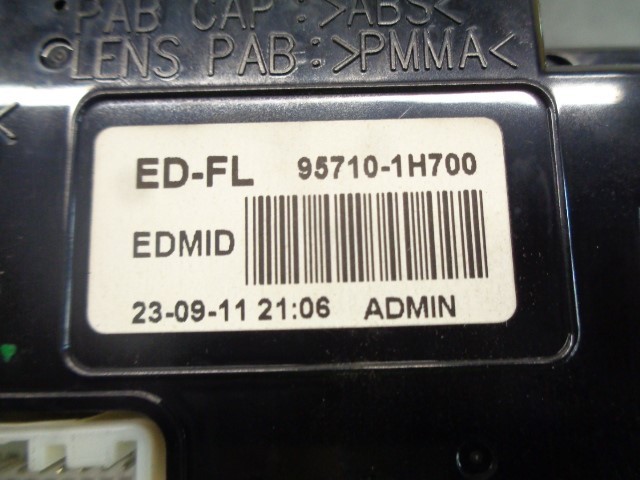 PAB CAP : >ABS<
LENS PAB : >PMMA<
<
ED-FL 95710-1H700
EDMID
23-09-11 21:06 ADMIN